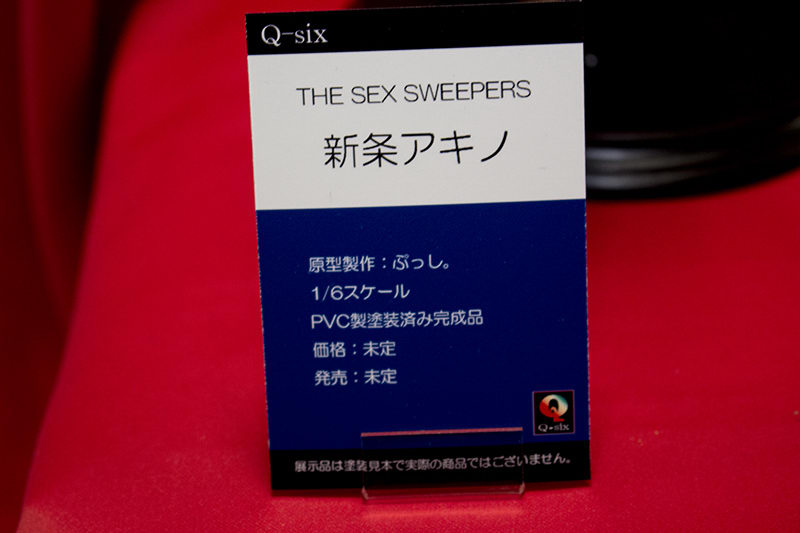 Q-six
THE SEX SWEEPERS
新条アキノ
原型製作：ぷっし。
1/6スケール
PVC製塗装済み完成品
価格：未定
発売：未定
Q-six
展示品は塗装見本で実際の商品ではございません。